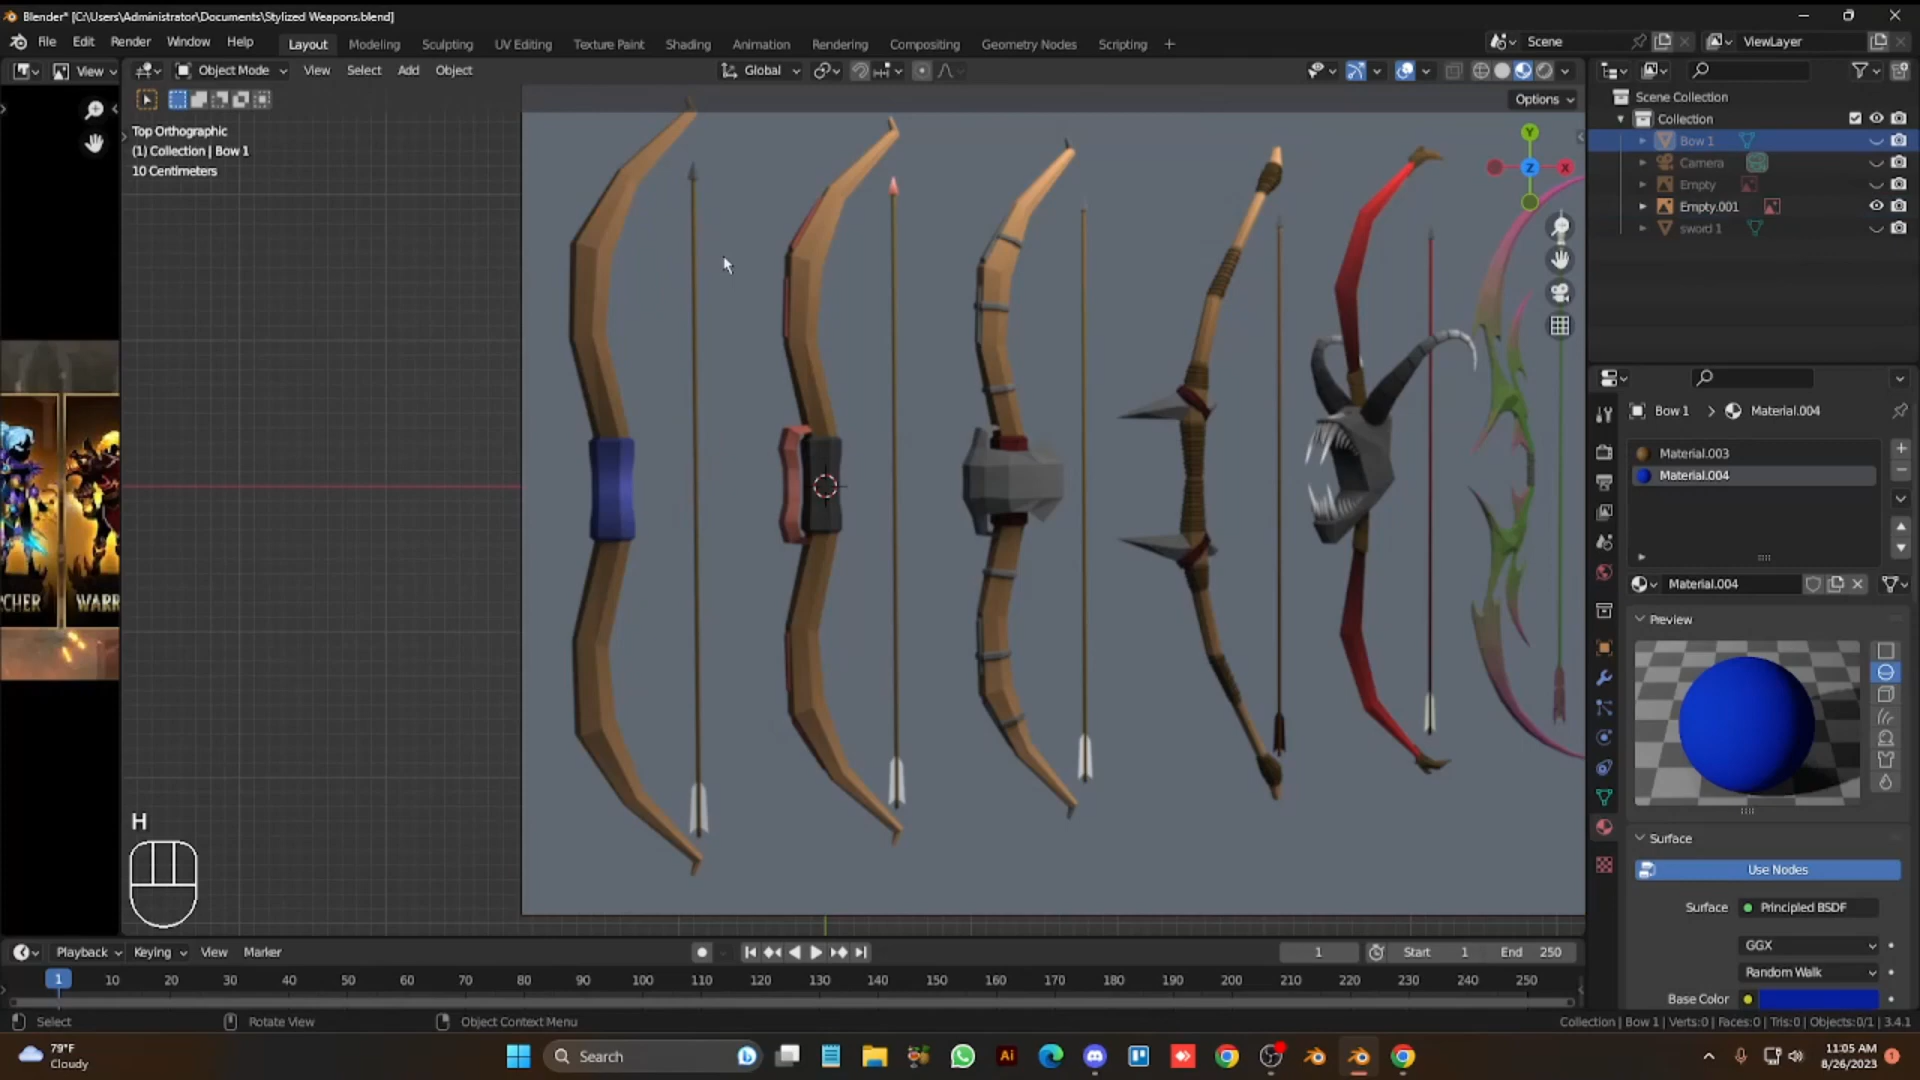 Blender* [C:\Users\Administrator\Documents\Stylized Weapons.blend]
File Edit Render Window Help
Layout Modeling Sculpting UV Editing Texture Paint Shading Animation Rendering Compositing Geometry Nodes Scripting +
Scene
ViewLayer
View
Object Mode View Select Add Object
Global
Options
Top Orthographic
(1) Collection | Bow 1
10 Centimeters
Y
Z
X
Scene Collection
Collection
Bow 1
Camera
Empty
Empty.001
sword 1
Bow 1 > Material.004
Material.003
Material.004
Material.004
Preview
Surface
Use Nodes
Surface Principled BSDF
GGX
Random Walk
Base Color
CHER WARR
H
Playback Keying View Marker
1 Start 1 End 250
1 10 20 30 40 50 60 70 80 90 100 110 120 130 140 150 160 170 180 190 200 210 220 230 240 250
Select Rotate View Object Context Menu
Collection | Bow 1 | Verts:0 | Faces:0 | Tris:0 | Objects:0/1 | 3.4.1
79°F
Cloudy
Search
Ai
11:05 AM
8/26/2023
1